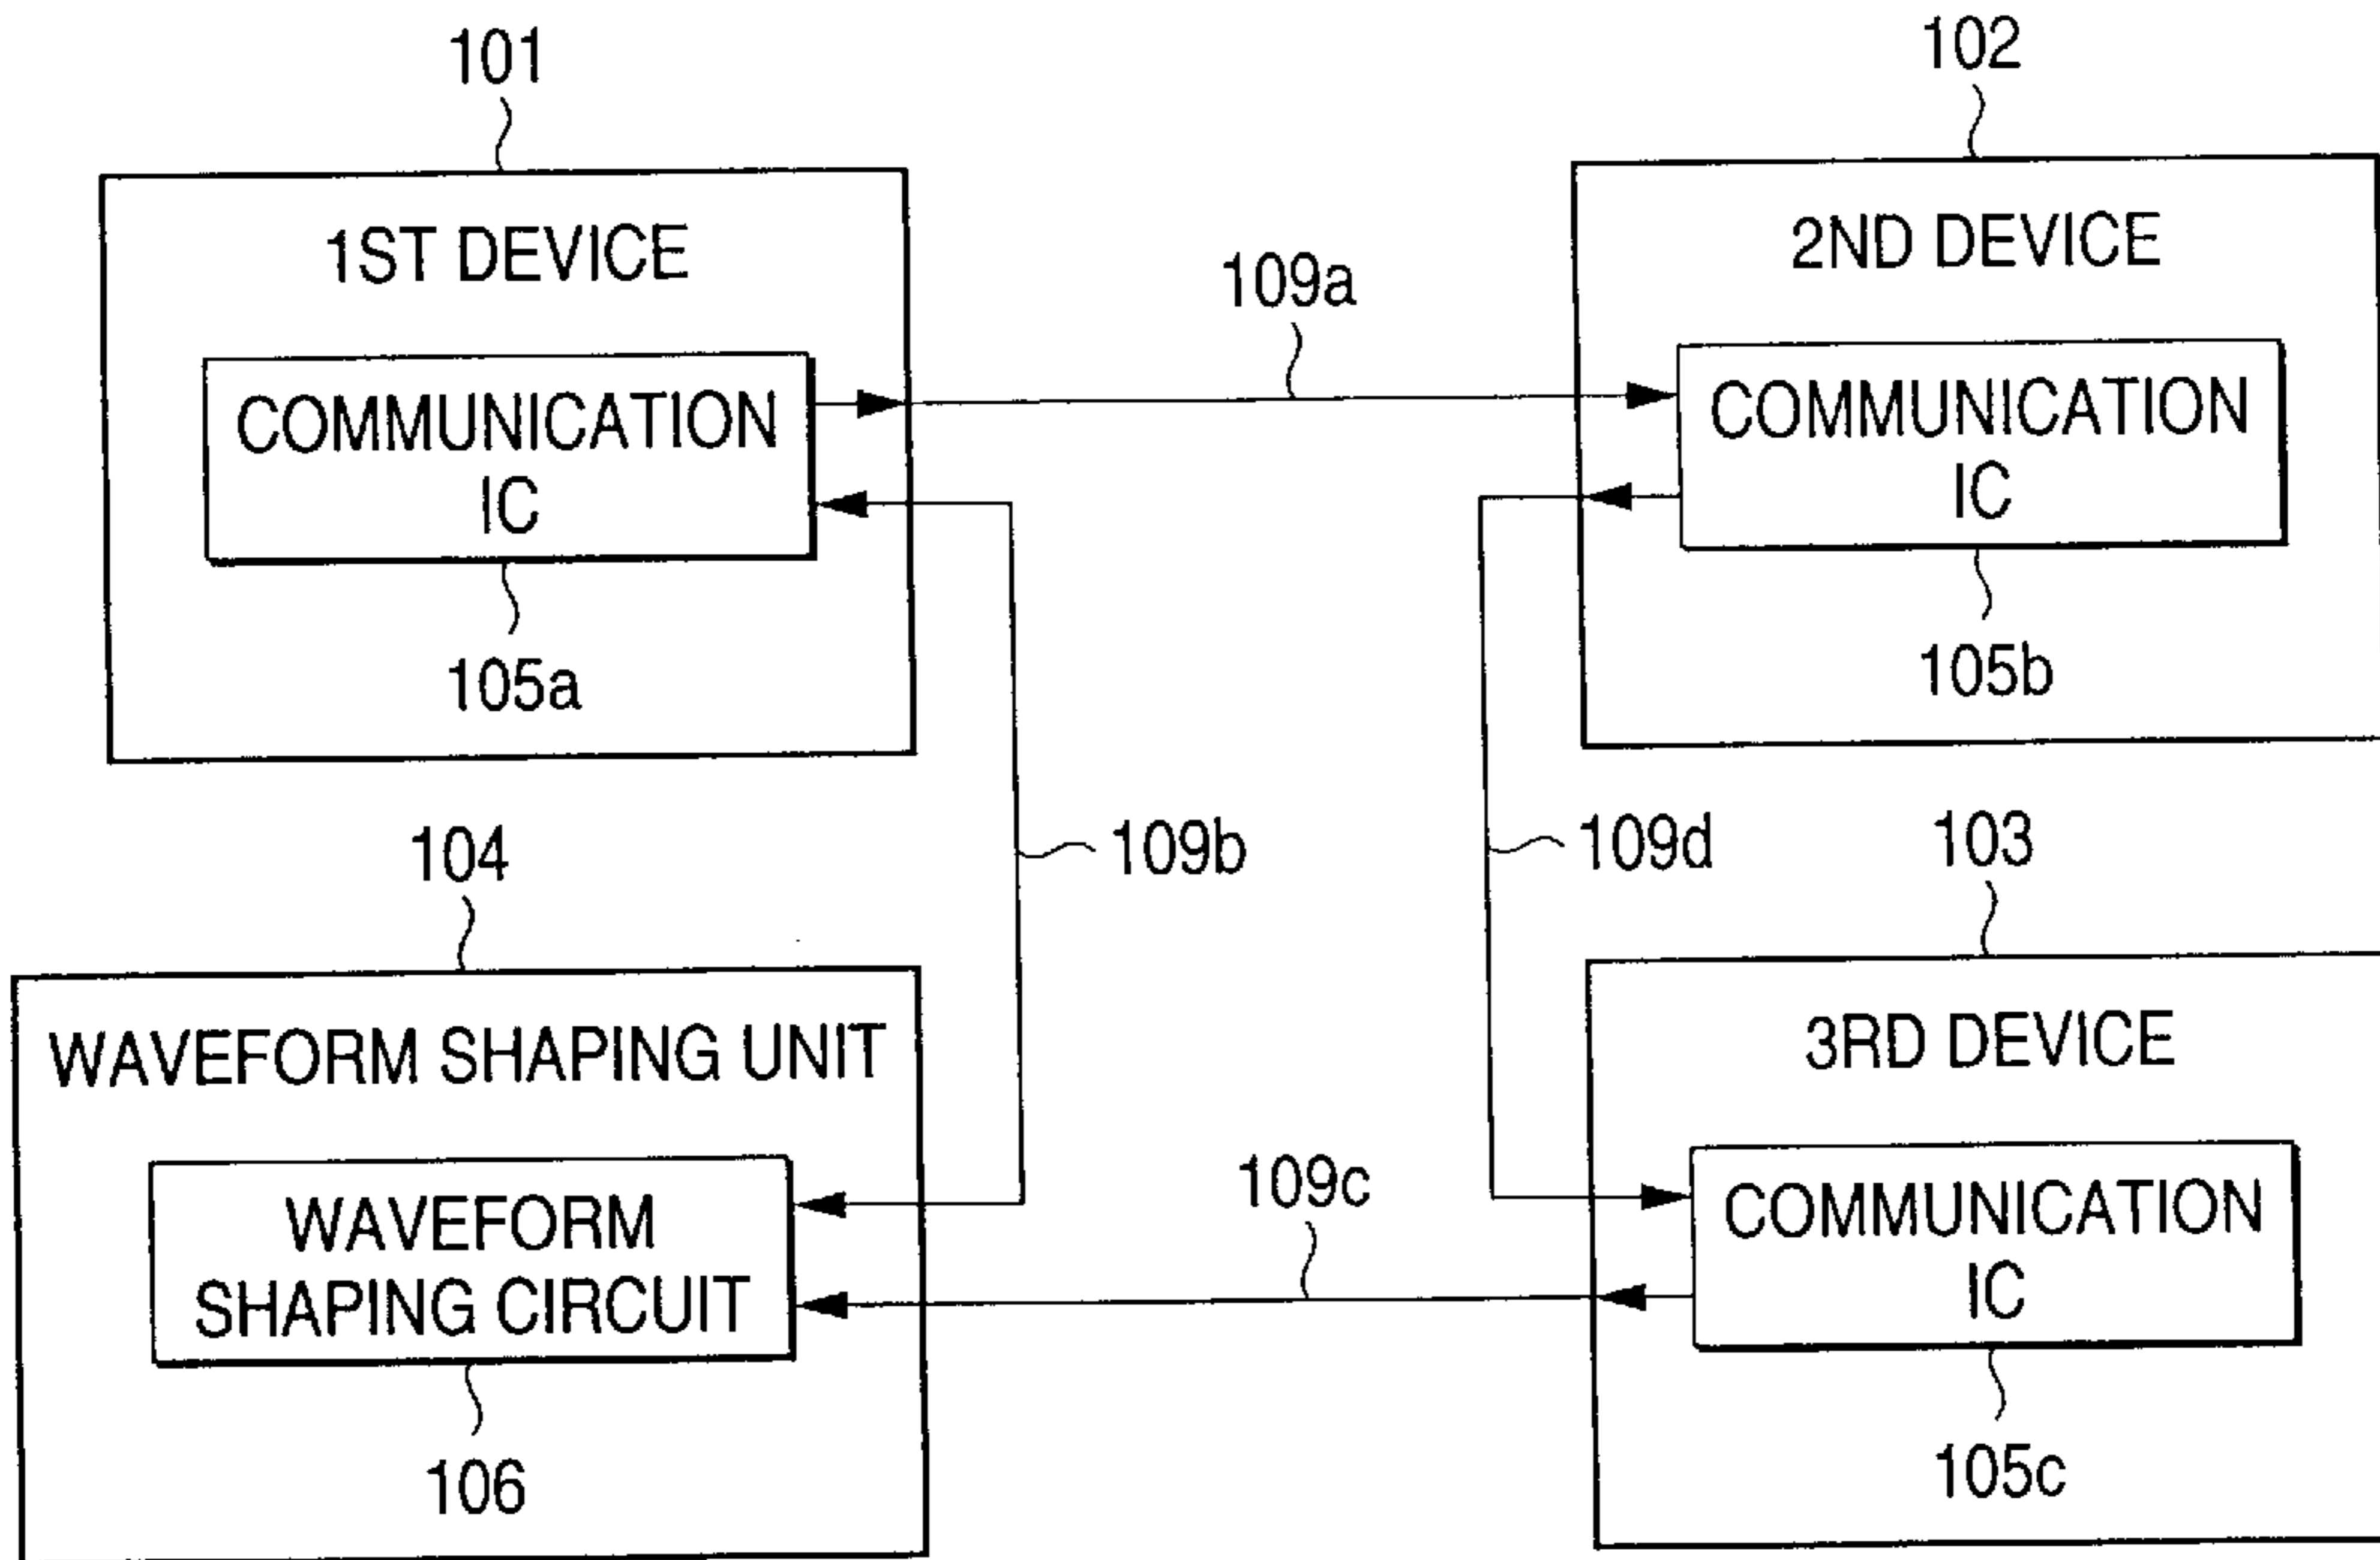 101
102
1ST DEVICE
2ND DEVICE
109a
COMMUNICATION
IC
COMMUNICATION
IC
105a
105b
104
109b
109d
103
WAVEFORM SHAPING UNIT
3RD DEVICE
WAVEFORM
SHAPING CIRCUIT
109c
COMMUNICATION
IC
106
105c